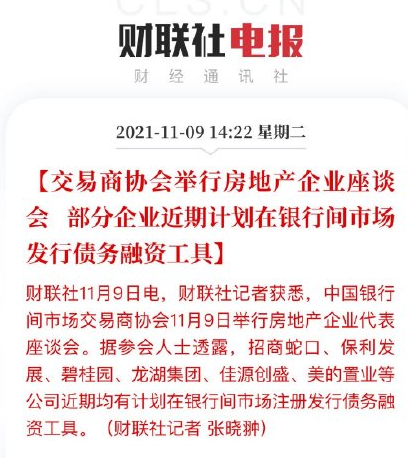 CLS.CN
财联社电报
财经通讯社
2021-11-09 14:22 星期二
【交易商协会举行房地产企业座谈
会 部分企业近期计划在银行间市场
发行债务融资工具】
财联社11月9日电，财联社记者获悉，中国银行
间市场交易商协会11月9日举行房地产企业代表
座谈会。据参会人士透露，招商蛇口、保利发
展、碧桂园、龙湖集团、佳源创盛、美的置业等
公司近期均有计划在银行间市场注册发行债务融
资工具。（财联社记者 张晓翀）